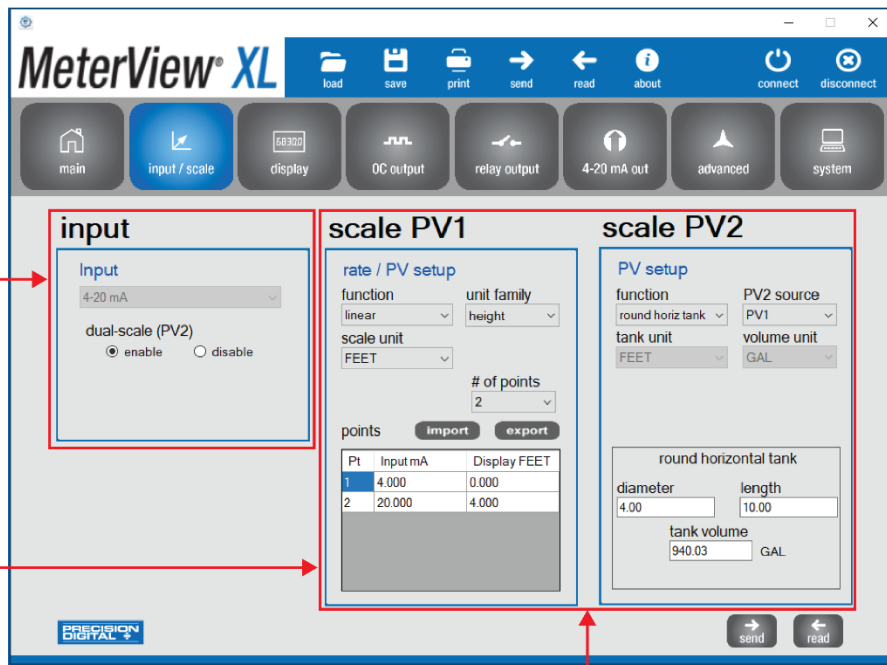 MeterView® XL
load save print send read about connect disconnect
main input / scale 68300 display OC output relay output 4-20 mA out advanced system
input
Input
4-20 mA
dual-scale (PV2)
enable disable
scale PV1
rate / PV setup
function unit family
linear height
scale unit
FEET
# of points
2
points import export
Pt Input mA Display FEET
1 4.000 0.000
2 20.000 4.000
scale PV2
PV setup
function PV2 source
round horiz tank PV1
tank unit volume unit
FEET GAL
round horizontal tank
diameter length
4.00 10.00
tank volume
940.03 GAL
PRECISION
DIGITAL
send read